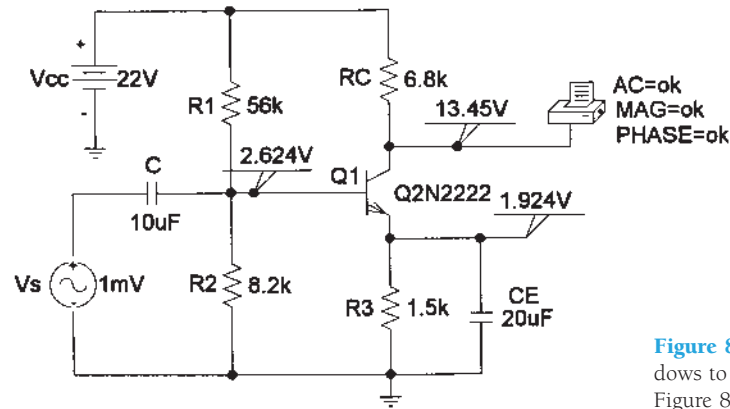 Vcc
+
-
22V
R1
56k
RC
6.8k
AC=ok
MAG=ok
PHASE=ok
13.45V
2.624V
C
10uF
Q1
Q2N2222
1.924V
Vs
+
-
1mV
R2
8.2k
R3
1.5k
CE
20uF
Figure 8
dows to
Figure 8